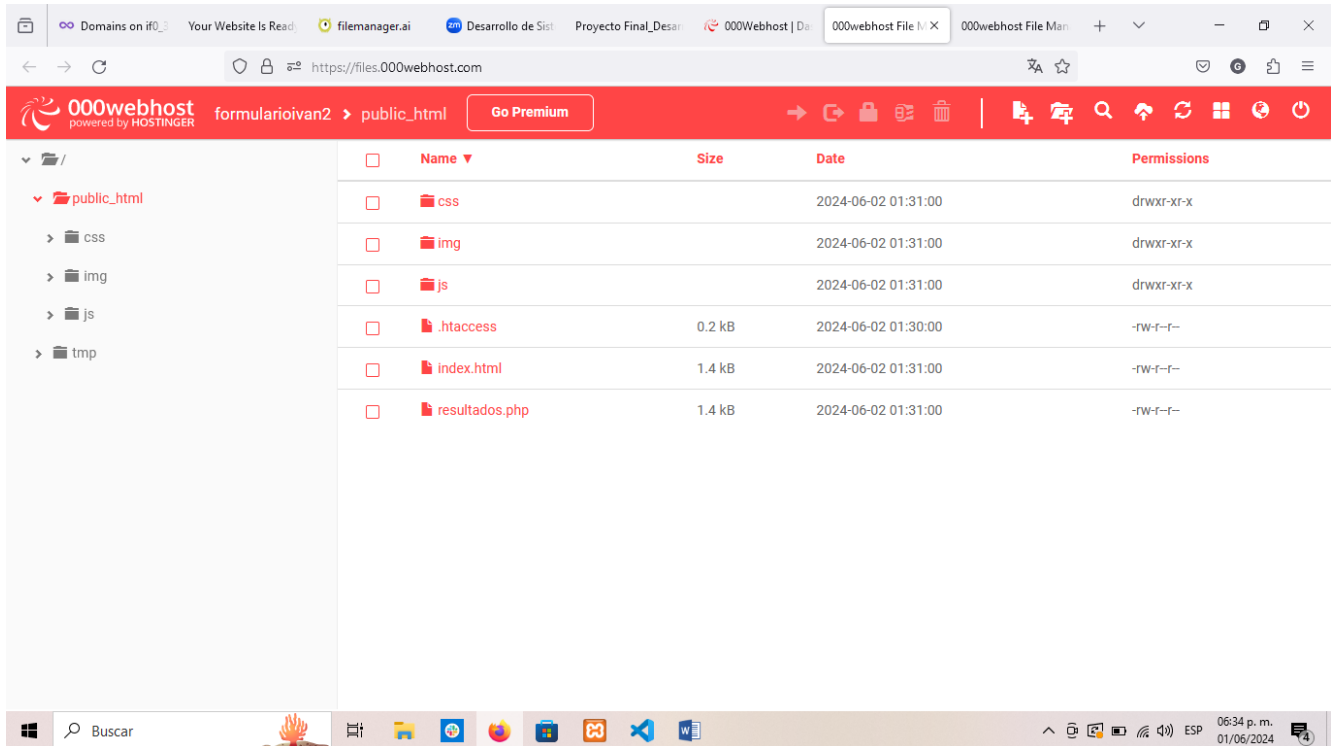 Domains on if0_3 Your Website Is Ready filemanager.ai zm Desarrollo de Sist Proyecto Final_Desarr 000Webhost | Da 000webhost File M 000webhost File Man
https://files.000webhost.com G
000webhost formularioivan2 > public_html Go Premium
powered by HOSTINGER
/
public_html
css
img
js
tmp
Name ▼ Size Date Permissions
css 2024-06-02 01:31:00 drwxr-xr-x
img 2024-06-02 01:31:00 drwxr-xr-x
js 2024-06-02 01:31:00 drwxr-xr-x
.htaccess 0.2 kB 2024-06-02 01:30:00 -rw-r--r--
index.html 1.4 kB 2024-06-02 01:31:00 -rw-r--r--
resultados.php 1.4 kB 2024-06-02 01:31:00 -rw-r--r--
Buscar ESP 06:34 p. m.
01/06/2024 4